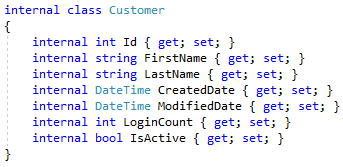 internal class Customer
{
    internal int Id { get; set; }
    internal string FirstName { get; set; }
    internal string LastName { get; set; }
    internal DateTime CreatedDate { get; set; }
    internal DateTime ModifiedDate { get; set; }
    internal int LoginCount { get; set; }
    internal bool IsActive { get; set; }
}